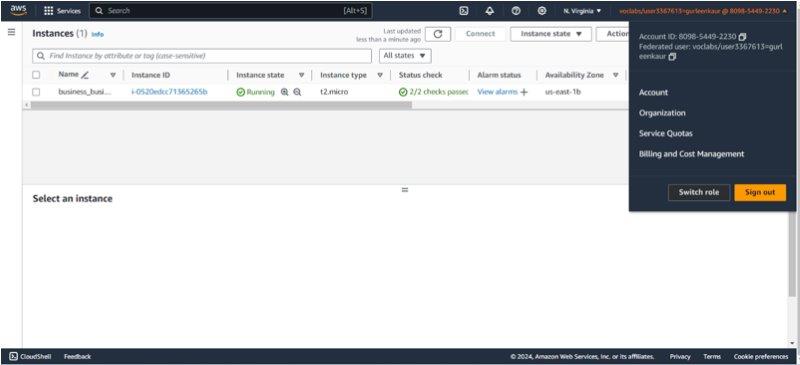 aws
Services
Search
[Alt+S]
N. Virginia
voclabs/user3367613=gurleenkaur @ 8098-5449-2230
Instances (1) Info
Last updated
less than a minute ago
Connect
Instance state
Action
Find Instance by attribute or tag (case-sensitive)
All states
Name
Instance ID
Instance state
Instance type
Status check
Alarm status
Availability Zone
business_busi...
i-0520edcc71365265b
Running
t2.micro
2/2 checks passed
View alarms
us-east-1b
Account ID: 8098-5449-2230
Federated user: voclabs/user3367613=gurl
eenkaur
Account
Organization
Service Quotas
Billing and Cost Management
Switch role
Sign out
Select an instance
CloudShell
Feedback
© 2024, Amazon Web Services, Inc. or its affiliates.
Privacy
Terms
Cookie preferences